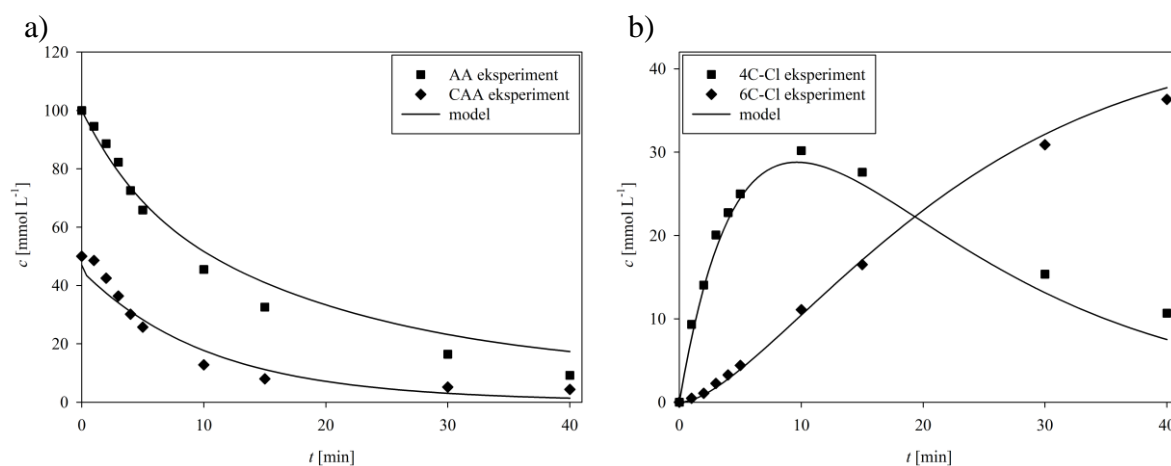 a)
120
100
80
60
40
20
0
c [mmol L-1]
0 10 20 30 40
t [min]
AA eksperiment
CAA eksperiment
model
b)
40
30
20
10
0
c [mmol L-1]
0 10 20 30 40
t [min]
4C-Cl eksperiment
6C-Cl eksperiment
model